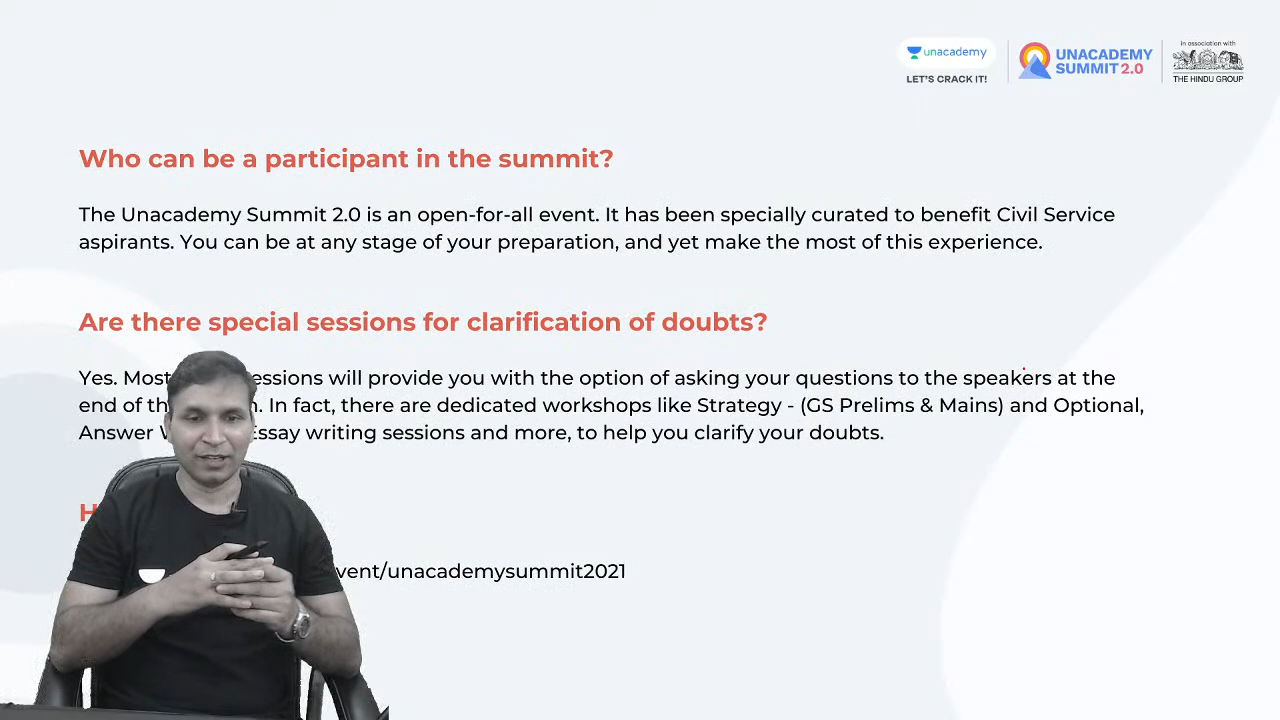 unacademy
LET'S CRACK IT!
UNACADEMY
SUMMIT 2.0
in association with
THE HINDU GROUP
Who can be a participant in the summit?
The Unacademy Summit 2.0 is an open-for-all event. It has been specially curated to benefit Civil Service
aspirants. You can be at any stage of your preparation, and yet make the most of this experience.
Are there special sessions for clarification of doubts?
Yes. Most essions will provide you with the option of asking your questions to the speakers at the
end of th . In fact, there are dedicated workshops like Strategy - (GS Prelims & Mains) and Optional,
Answer Essay writing sessions and more, to help you clarify your doubts.
vent/unacademysummit2021